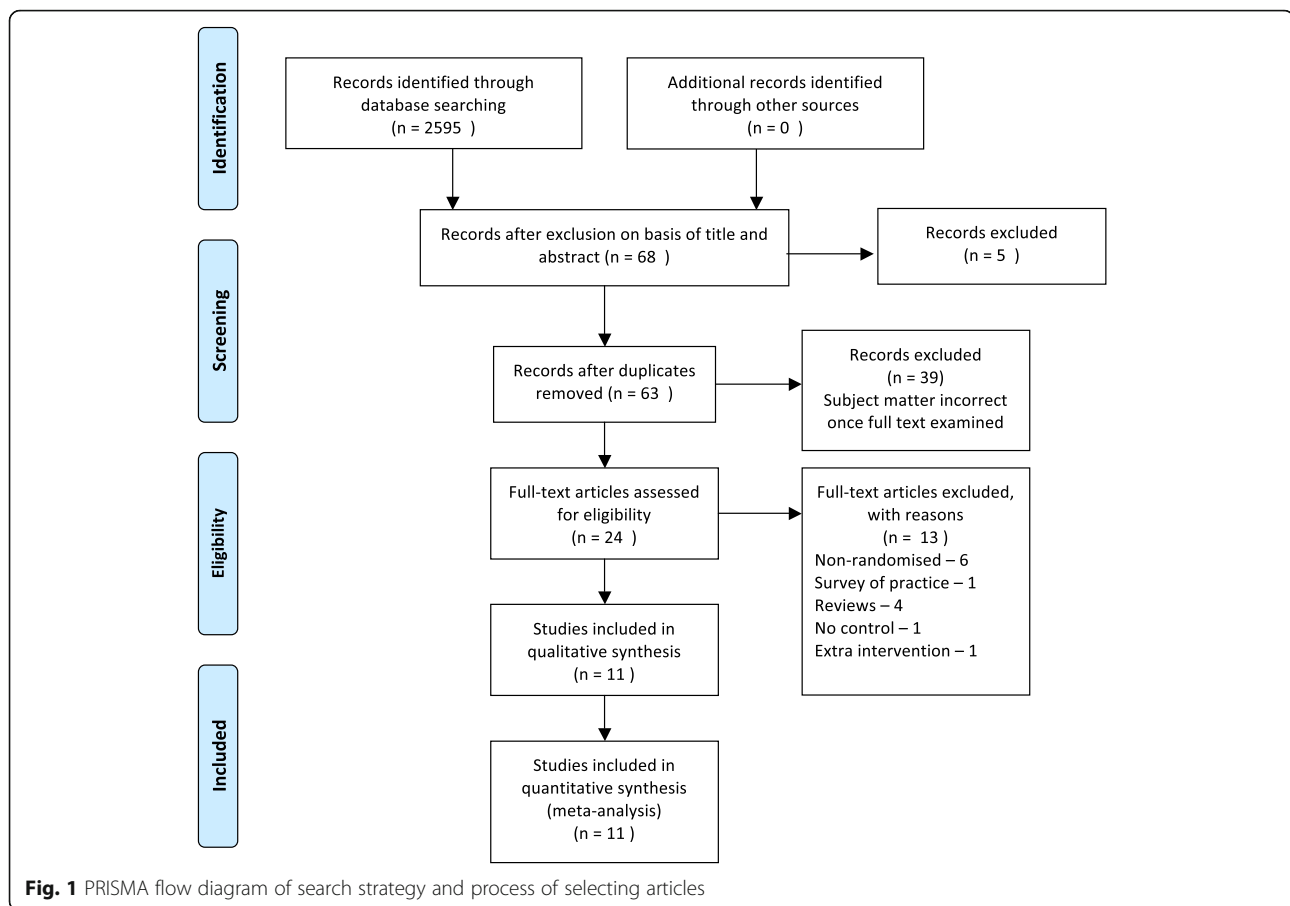 Identification
Records identified through
database searching
(n = 2595  )
Additional records identified
through other sources
(n = 0  )
Screening
Records after exclusion on basis of title and
abstract (n = 68  )
Records excluded
(n = 5  )
Records after duplicates
removed (n = 63  )
Records excluded
(n = 39)
Subject matter incorrect
once full text examined
Eligibility
Full-text articles assessed
for eligibility
(n = 24  )
Full-text articles excluded,
with reasons
(n =  13 )
Non-randomised – 6
Survey of practice – 1
Reviews – 4
No control – 1
Extra intervention – 1
Studies included in
qualitative synthesis
(n = 11 )
Included
Studies included in
quantitative synthesis
(meta-analysis)
(n = 11 )
Fig. 1 PRISMA flow diagram of search strategy and process of selecting articles